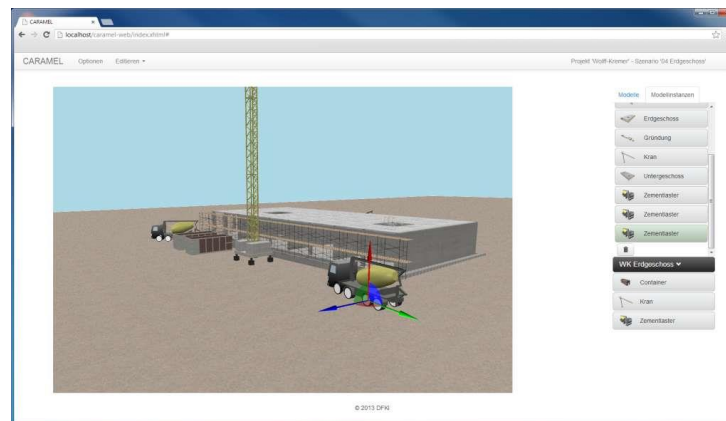 CARAMEL
localhost/caramel-web/index.xhtml#
CARAMEL Optionen Editieren Projekt 'Wolff-Kremer' - Szenario '04 Erdgeschoss'
Modelle Modellinstanzen
Erdgeschoss
Gründung
Kran
Untergeschoss
Zementlaster
Zementlaster
Zementlaster
WK Erdgeschoss
Container
Kran
Zementlaster
© 2013 DFKI